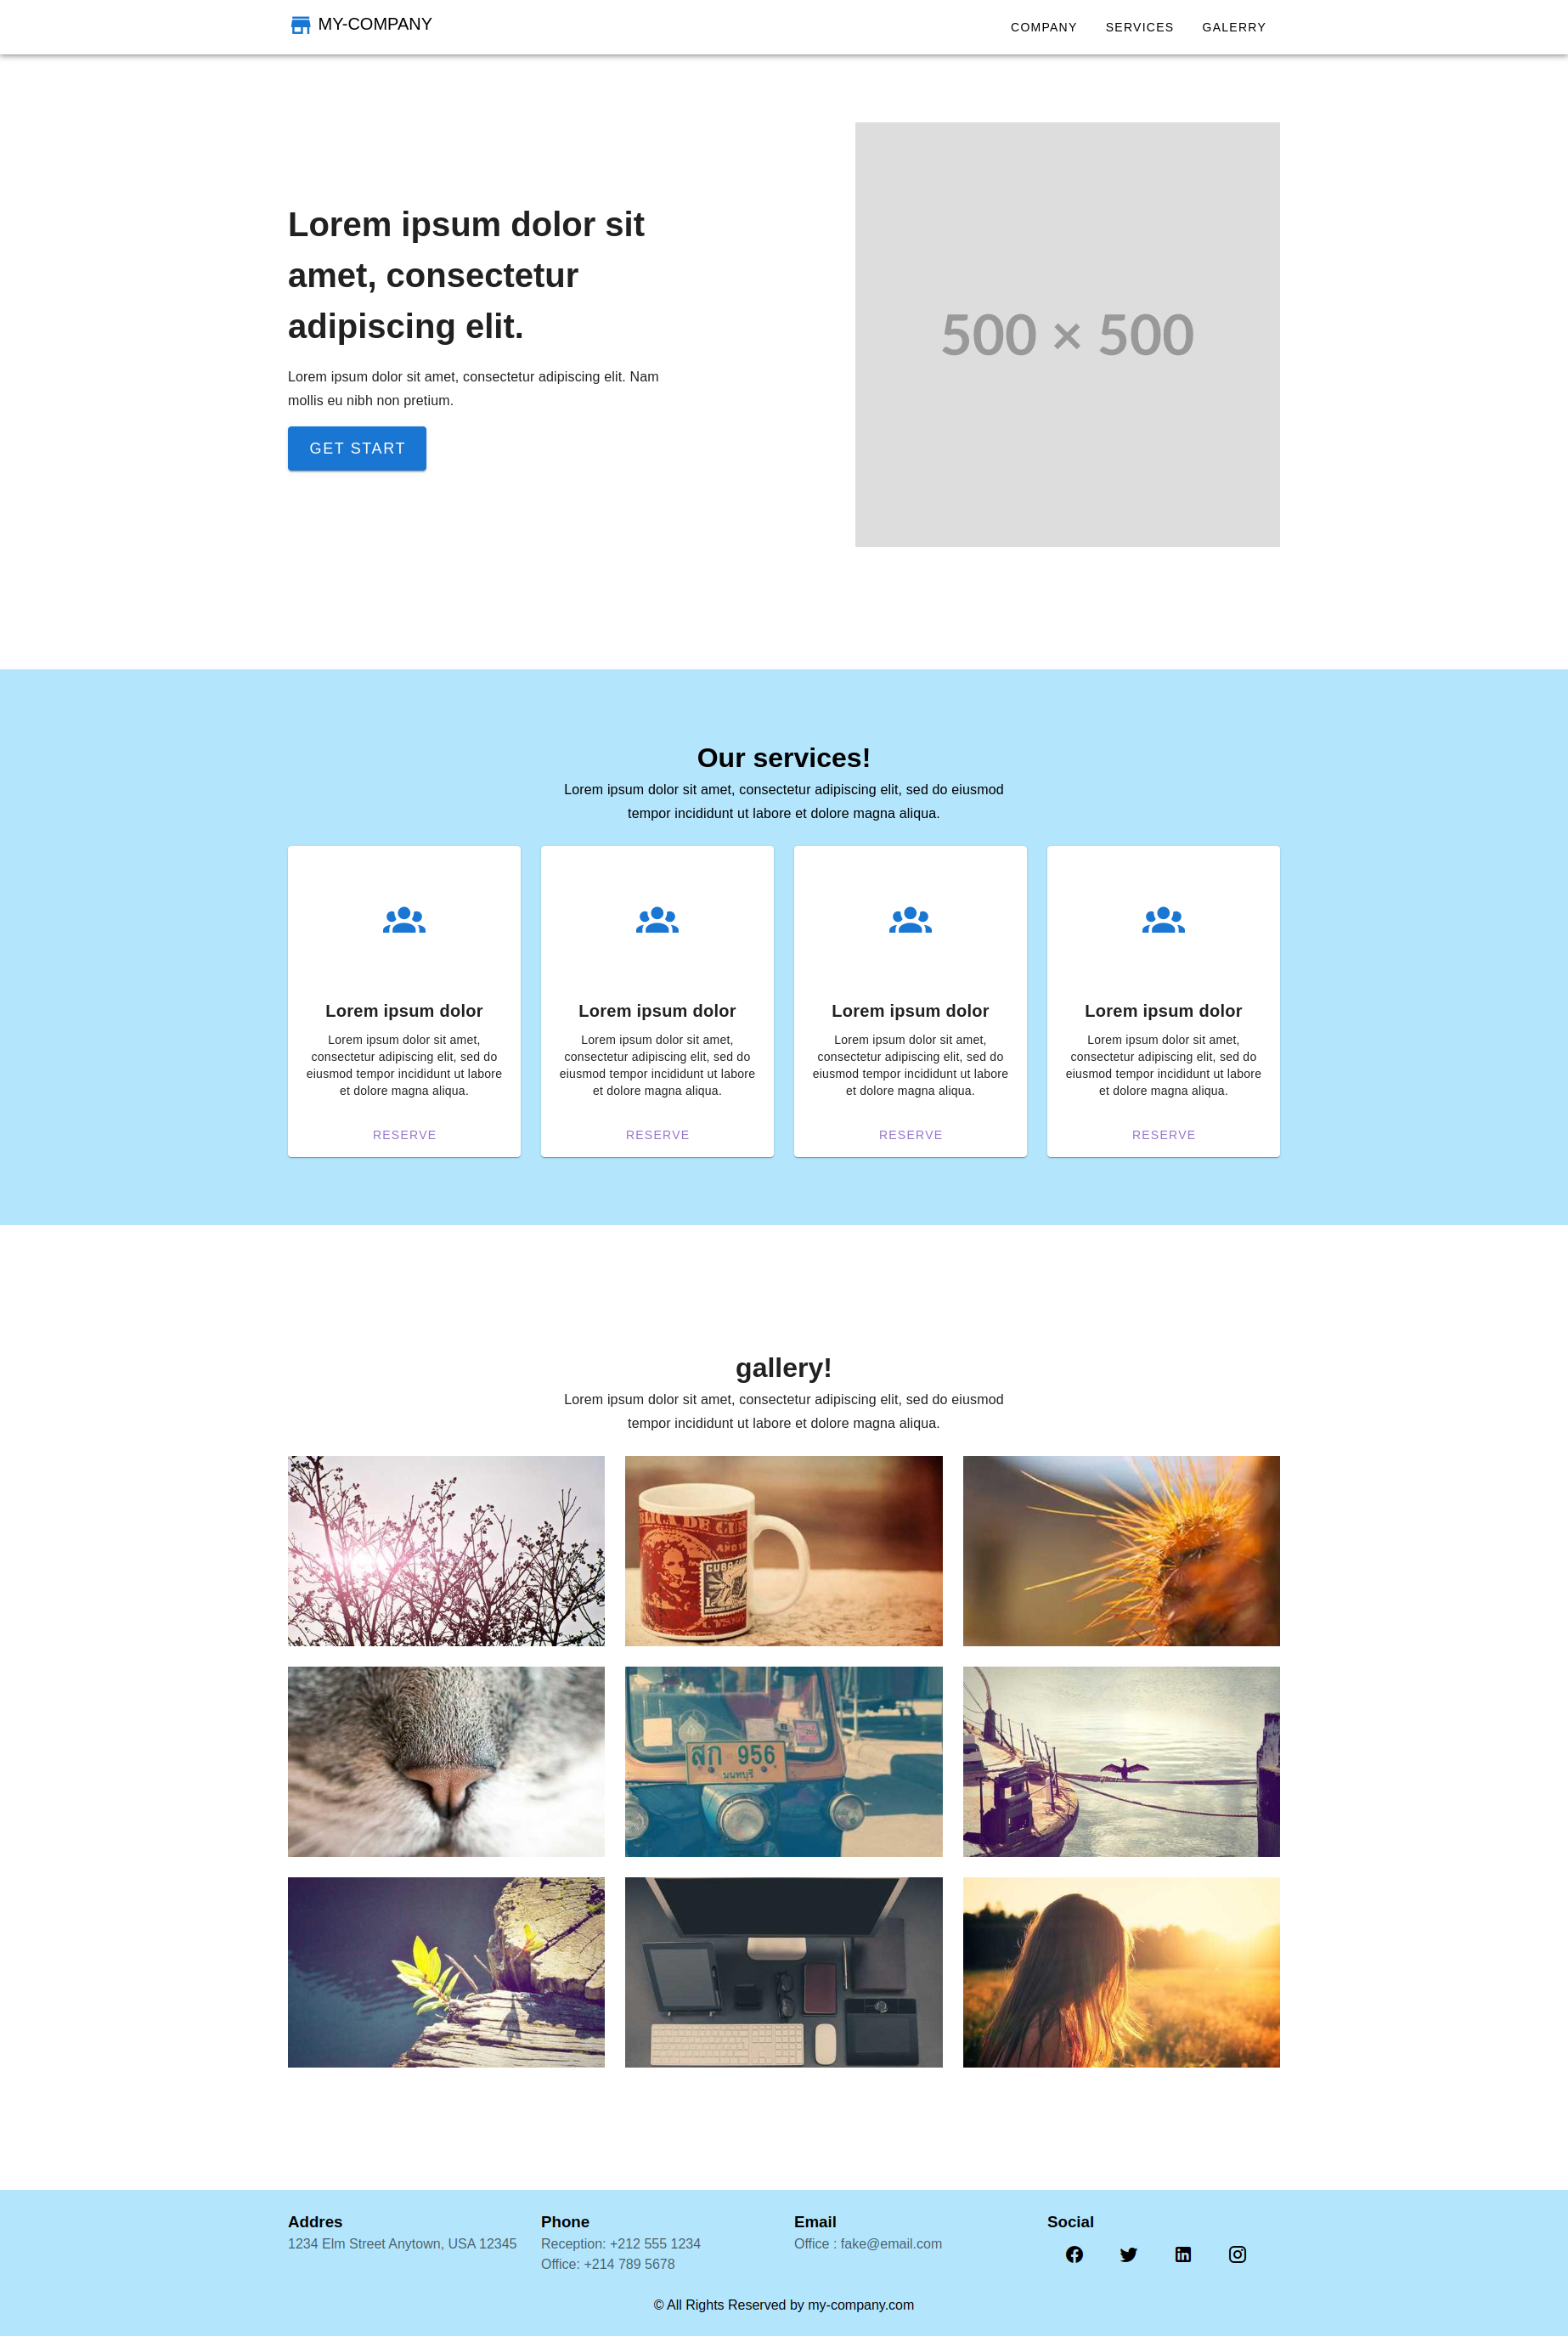 MY-COMPANY
COMPANY SERVICES GALERRY
Lorem ipsum dolor sit
amet, consectetur
adipiscing elit.
Lorem ipsum dolor sit amet, consectetur adipiscing elit. Nam
mollis eu nibh non pretium.
GET START
500 × 500
Our services!
Lorem ipsum dolor sit amet, consectetur adipiscing elit, sed do eiusmod
tempor incididunt ut labore et dolore magna aliqua.
Lorem ipsum dolor
Lorem ipsum dolor sit amet,
consectetur adipiscing elit, sed do
eiusmod tempor incididunt ut labore
et dolore magna aliqua.
RESERVE
Lorem ipsum dolor
Lorem ipsum dolor sit amet,
consectetur adipiscing elit, sed do
eiusmod tempor incididunt ut labore
et dolore magna aliqua.
RESERVE
Lorem ipsum dolor
Lorem ipsum dolor sit amet,
consectetur adipiscing elit, sed do
eiusmod tempor incididunt ut labore
et dolore magna aliqua.
RESERVE
Lorem ipsum dolor
Lorem ipsum dolor sit amet,
consectetur adipiscing elit, sed do
eiusmod tempor incididunt ut labore
et dolore magna aliqua.
RESERVE
gallery!
Lorem ipsum dolor sit amet, consectetur adipiscing elit, sed do eiusmod
tempor incididunt ut labore et dolore magna aliqua.
AÑO
CUBA
สก 956
นนทบุรี
Addres
1234 Elm Street Anytown, USA 12345
Phone
Reception: +212 555 1234
Office: +214 789 5678
Email
Office : fake@email.com
Social
© All Rights Reserved by my-company.com